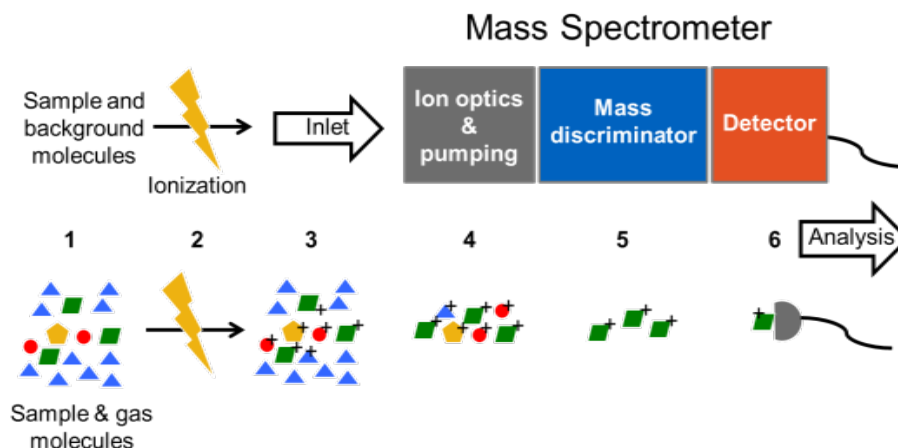 Mass Spectrometer
Sample and
background
molecules
Ionization
Inlet
Ion optics
&
pumping
Mass
discriminator
Detector
1 2 3 4 5 6
Analysis
Sample & gas
molecules